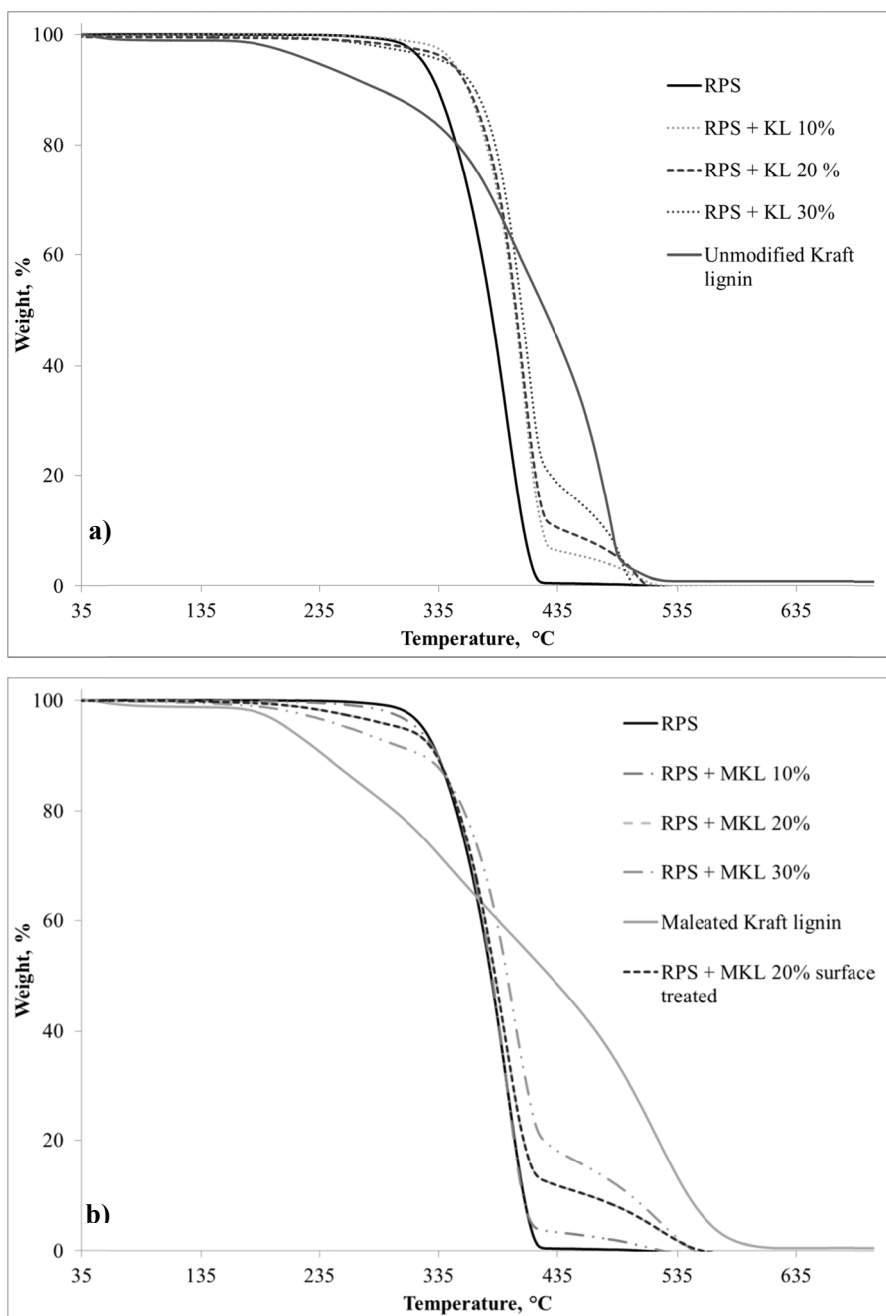 100
80
60
40
20
0
Weight, %
RPS
RPS + KL 10%
RPS + KL 20 %
RPS + KL 30%
Unmodified Kraft
lignin
a)
35
135
235
335
435
535
635
Temperature, °C
100
80
60
40
20
0
Weight, %
RPS
RPS + MKL 10%
RPS + MKL 20%
RPS + MKL 30%
Maleated Kraft lignin
RPS + MKL 20% surface
treated
b)
35
135
235
335
435
535
635
Temperature, °C